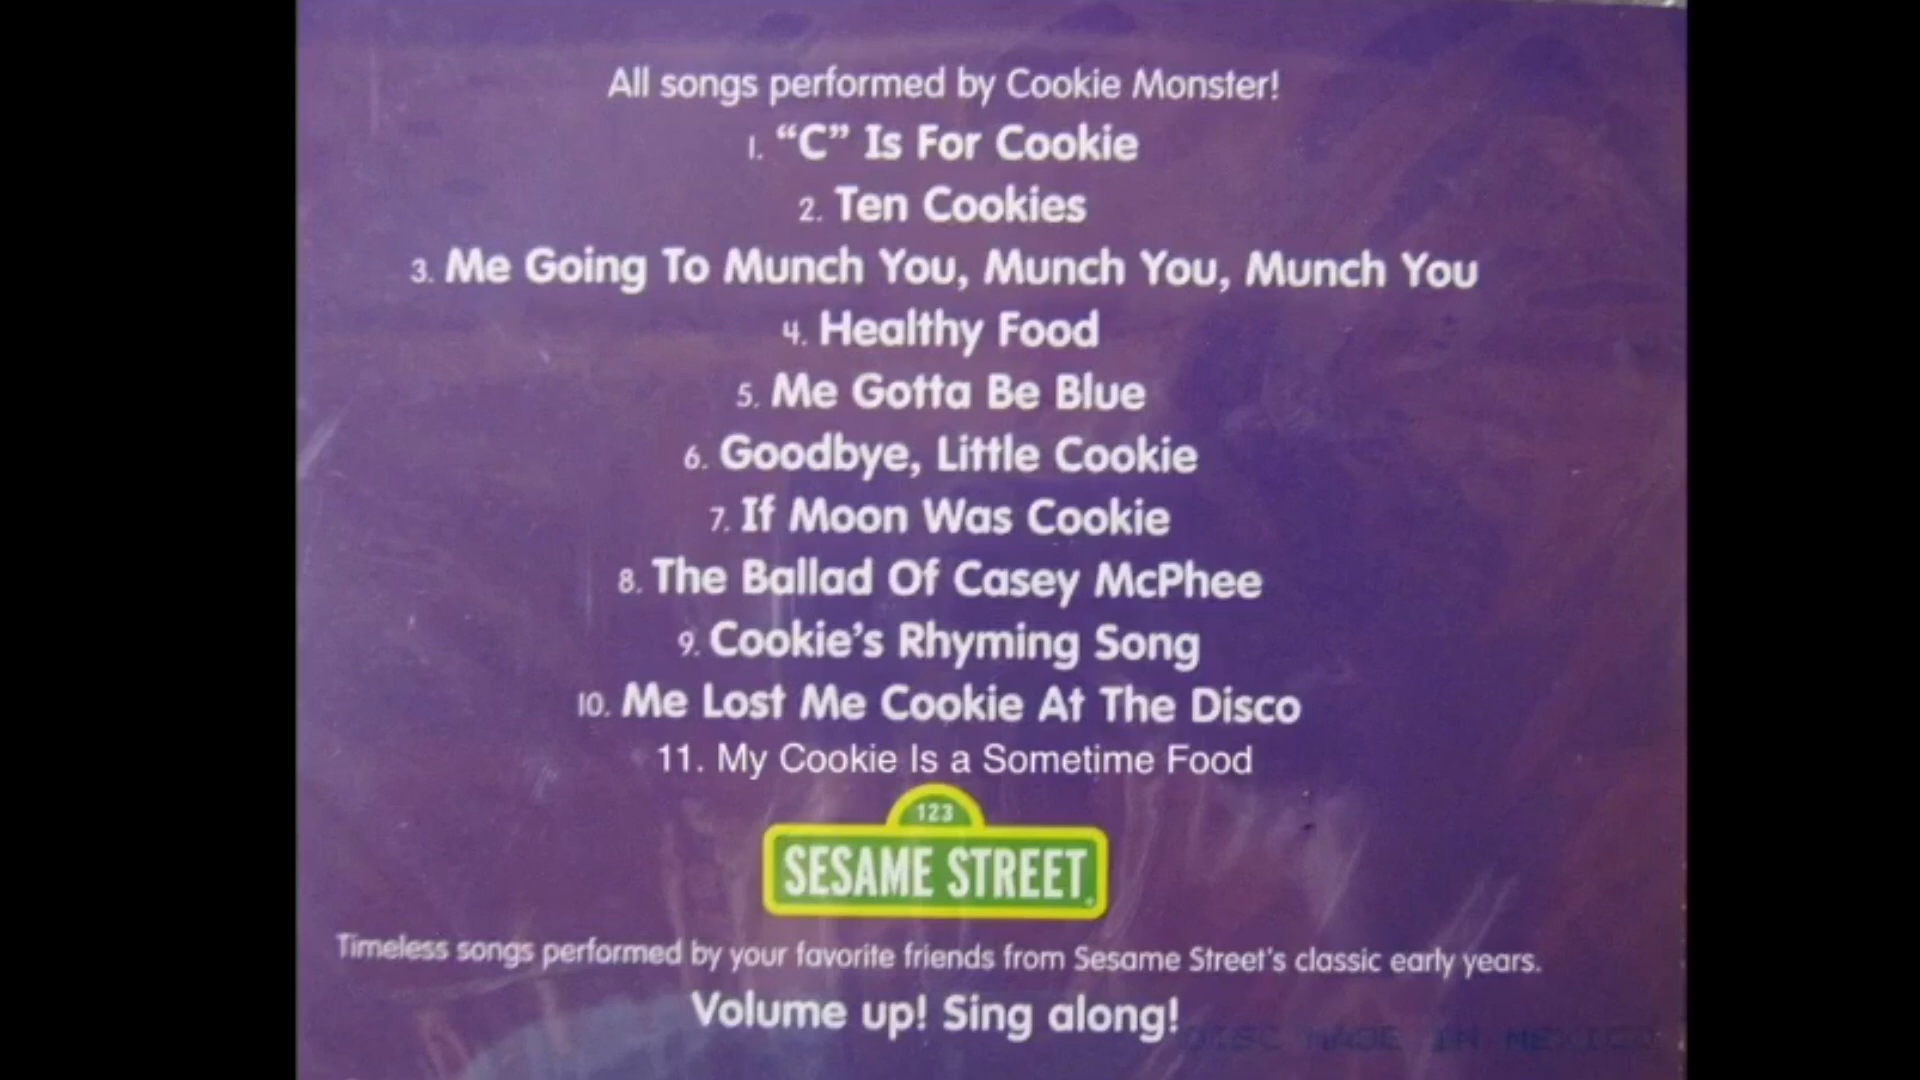 All songs performed by Cookie Monster!
1. “C” Is For Cookie
2. Ten Cookies
3. Me Going To Munch You, Munch You, Munch You
4. Healthy Food
5. Me Gotta Be Blue
6. Goodbye, Little Cookie
7. If Moon Was Cookie
8. The Ballad Of Casey McPhee
9. Cookie’s Rhyming Song
10. Me Lost Me Cookie At The Disco
11. My Cookie Is a Sometime Food
123
SESAME STREET
Timeless songs performed by your favorite friends from Sesame Street's classic early years.
Volume up! Sing along!
DISC MADE IN MEXICO